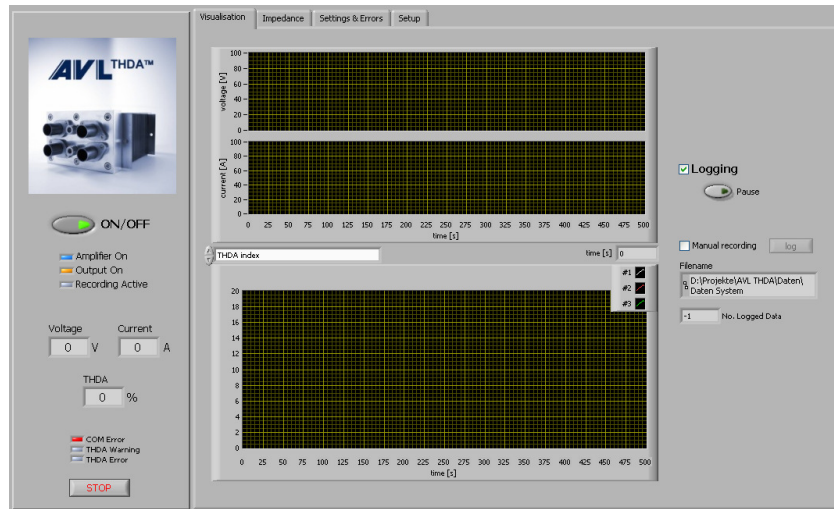 Visualisation Impedance Settings & Errors Setup
AVL THDA™
ON/OFF
Amplifier On
Output On
Recording Active
Voltage Current
0 V 0 A
THDA
0 %
COM Error
THDA Warning
THDA Error
STOP
100
80
60
40
20
0
voltage [V]
100
80
60
40
20
0
current [A]
0 25 50 75 100 125 150 175 200 225 250 275 300 325 350 375 400 425 450 475 500
time [s]
THDA index
time [s] 0
#1
#2
#3
20
18
16
14
12
10
8
6
4
2
0
0 25 50 75 100 125 150 175 200 225 250 275 300 325 350 375 400 425 450 475 500
time [s]
Logging
Pause
Manual recording log
Filename
D:\Projekte\AVL THDA\Daten\
Daten System
-1 No. Logged Data